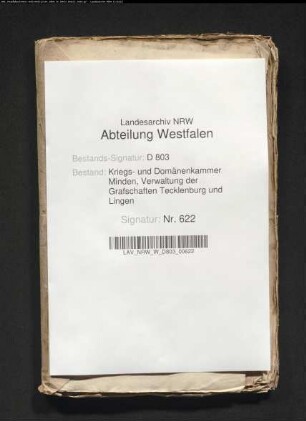 Landesarchiv NRW
Abteilung Westfalen
Bestands-Signatur: D 803
Bestand: Kriegs- und Domänenkammer
Minden, Verwaltung der
Grafschaften Tecklenburg und
Lingen
Signatur: Nr. 622
LAV_NRW_W_D803_00622